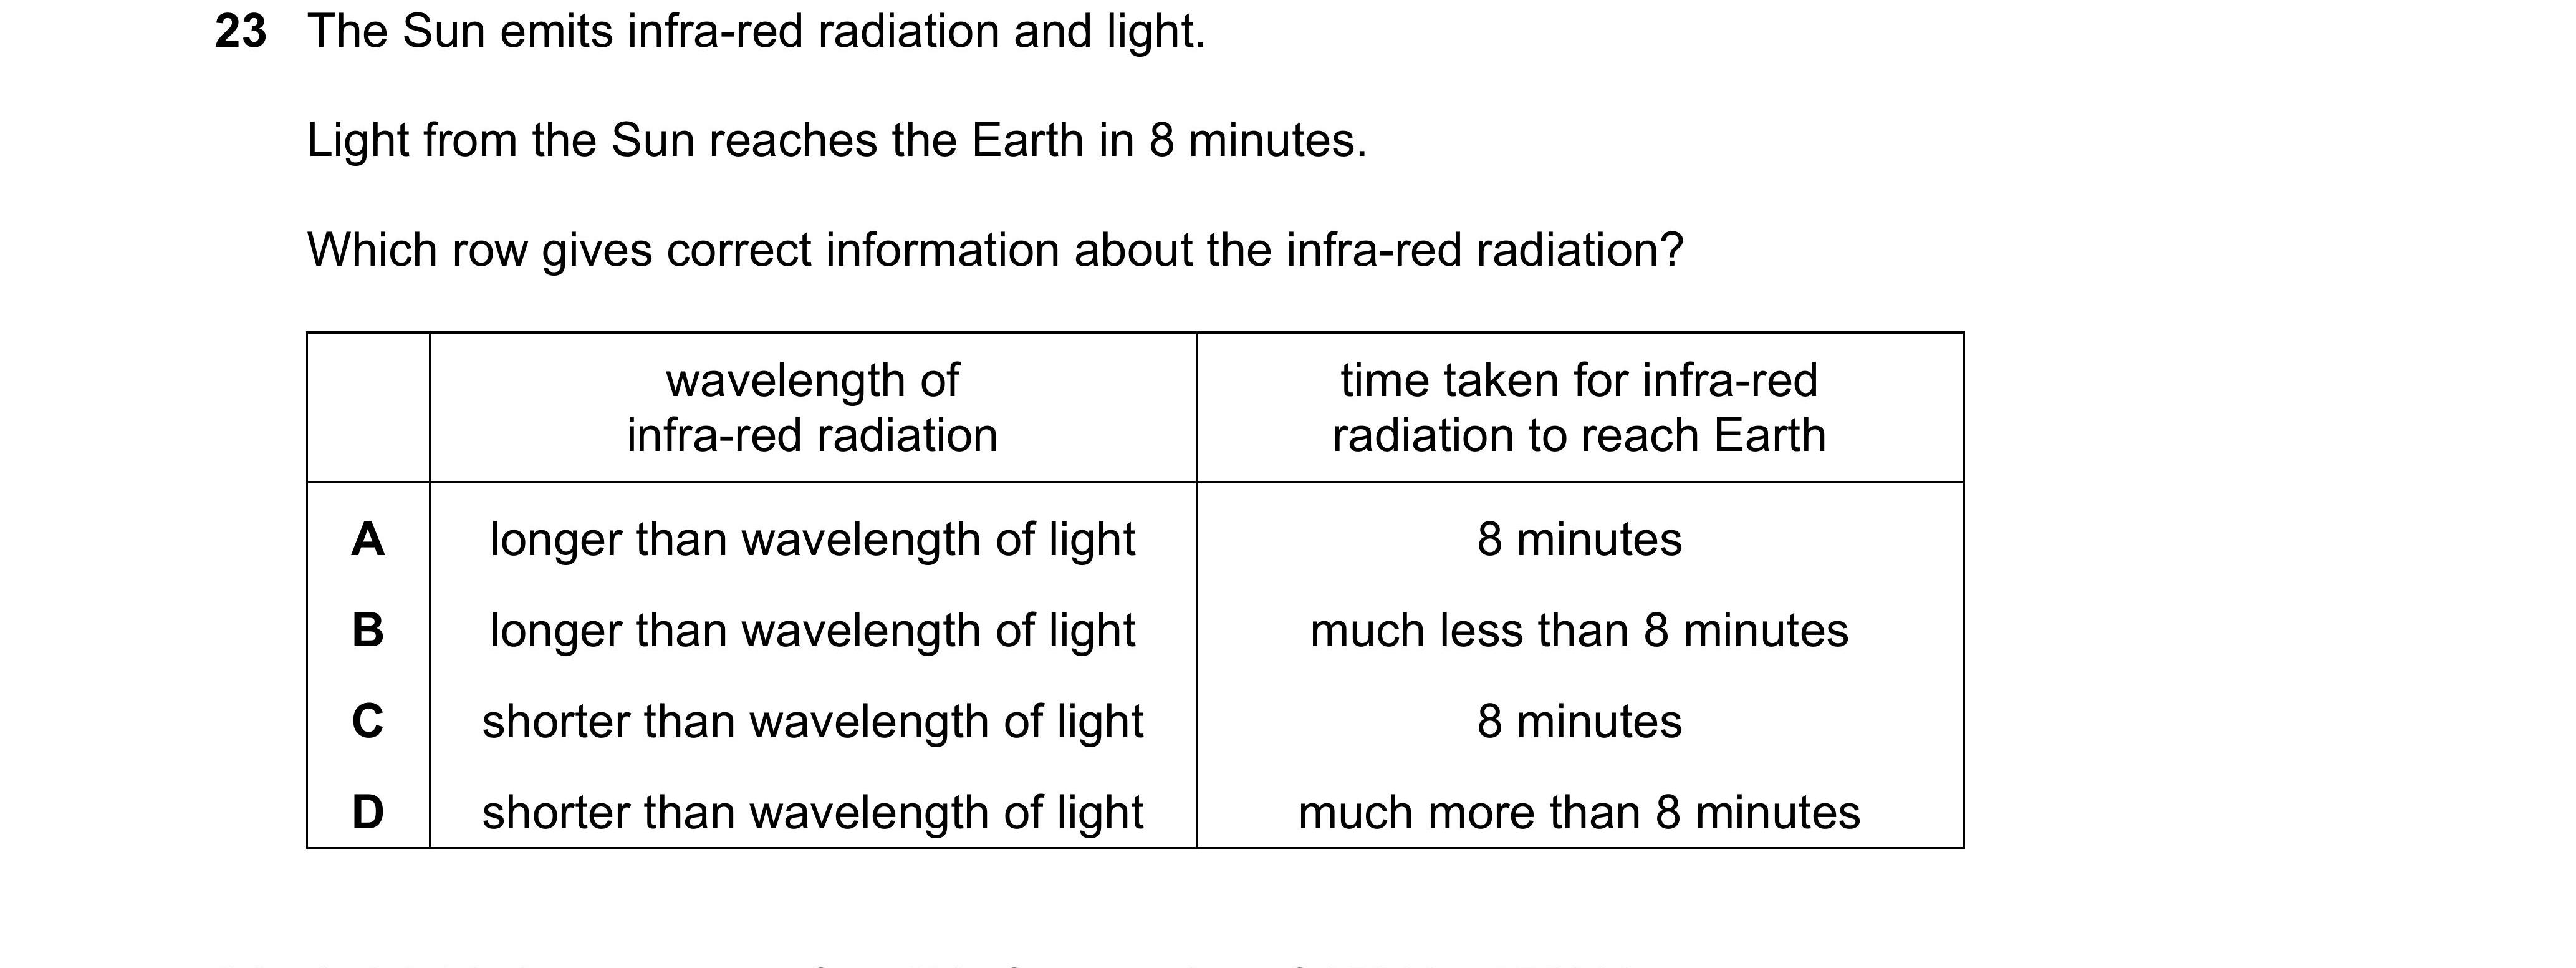 23 The Sun emits infra-red radiation and light.
Light from the Sun reaches the Earth in 8 minutes.
Which row gives correct information about the infra-red radiation?
wavelength of
infra-red radiation
time taken for infra-red
radiation to reach Earth
A longer than wavelength of light 8 minutes
B longer than wavelength of light much less than 8 minutes
C shorter than wavelength of light 8 minutes
D shorter than wavelength of light much more than 8 minutes